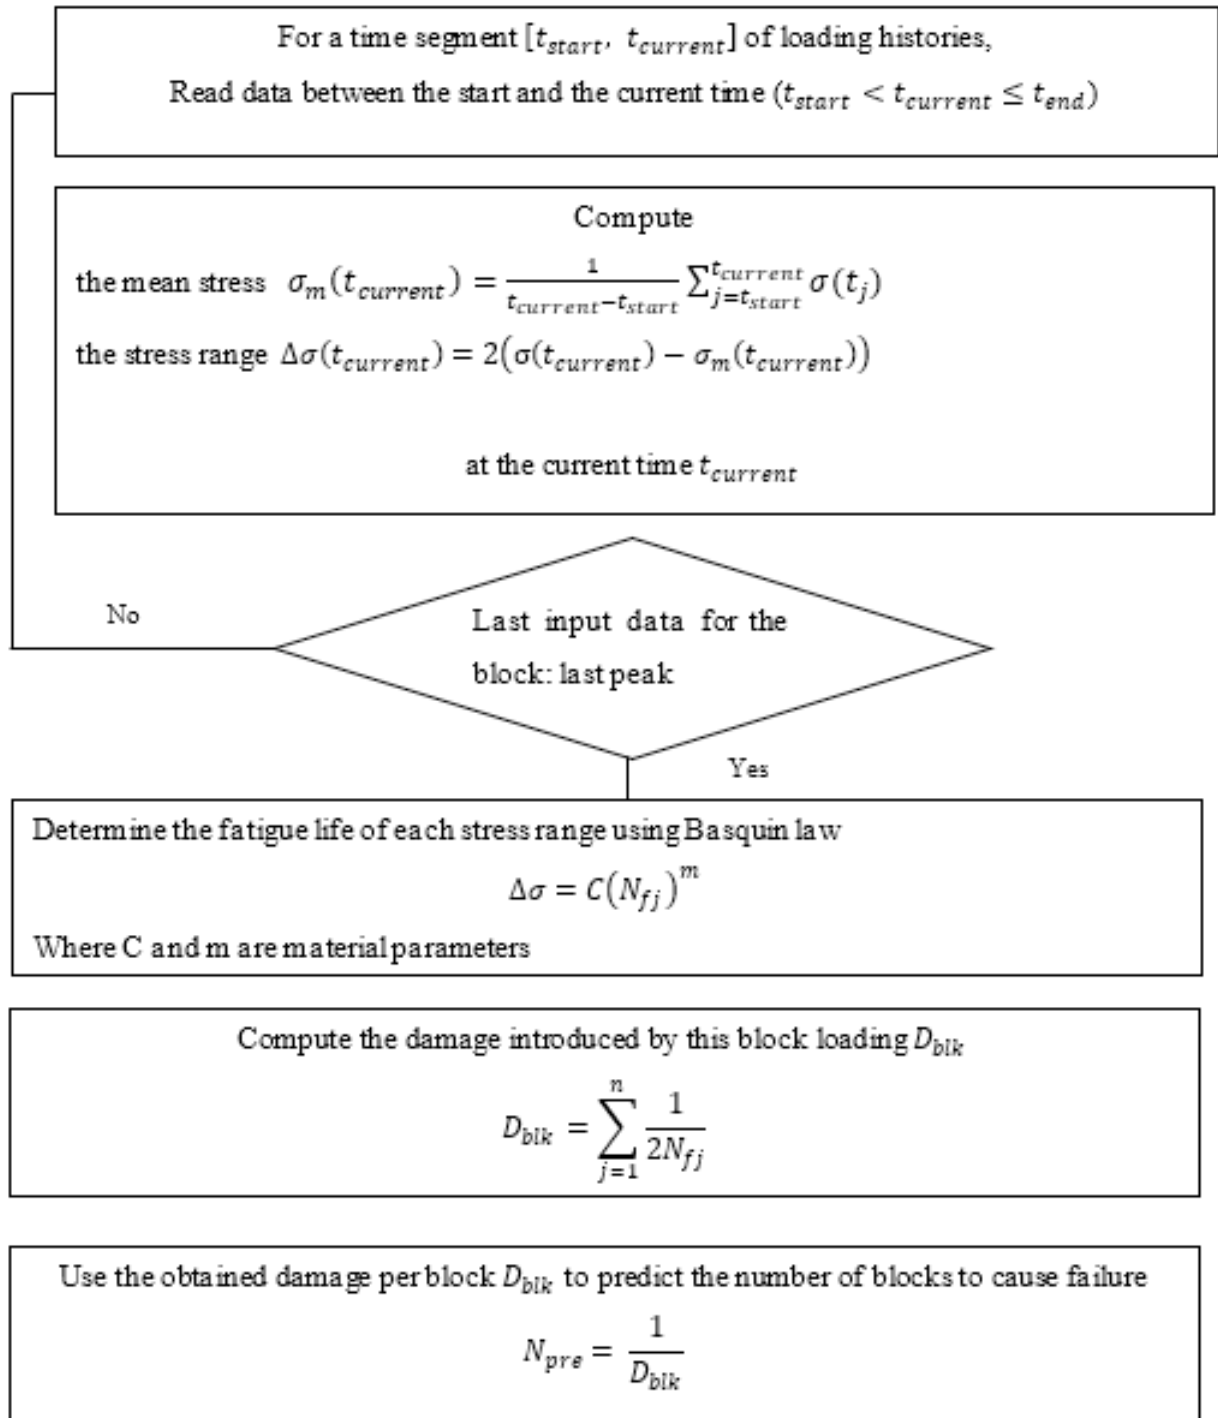 For a time segment [t_start, t_current] of loading histories,
Read data between the start and the current time (t_start < t_current ≤ t_end)
Compute
the mean stress σ_m(t_current) = 1/(t_current−t_start) ∑_{j=t_start}^{t_current} σ(t_j)
the stress range Δσ(t_current) = 2(σ(t_current) − σ_m(t_current))
at the current time t_current
No
Last input data for the
block: last peak
Yes
Determine the fatigue life of each stress range using Basquin law
Δσ = C(N_fj)^m
Where C and m are material parameters
Compute the damage introduced by this block loading D_blk
D_blk = ∑_{j=1}^{n} 1/(2N_fj)
Use the obtained damage per block D_blk to predict the number of blocks to cause failure
N_pre = 1/D_blk